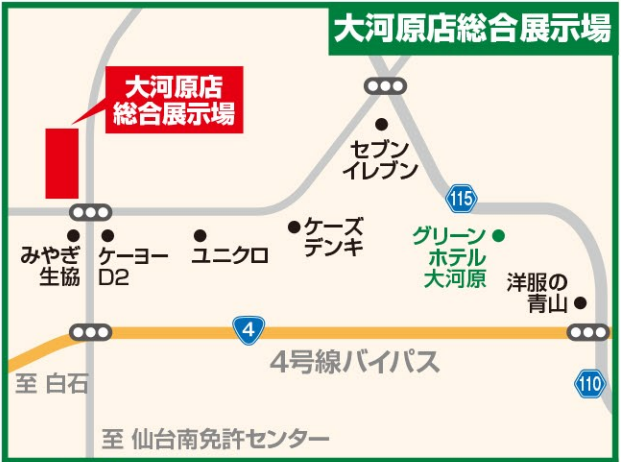 大河原店総合展示場
大河原店
総合展示場
セブン
イレブン
115
みやぎ
生協
ケーヨー
D2
ユニクロ
ケーズ
デンキ
グリーン
ホテル
大河原
洋服の
青山
4
4号線バイパス
至 白石
110
至 仙台南免許センター